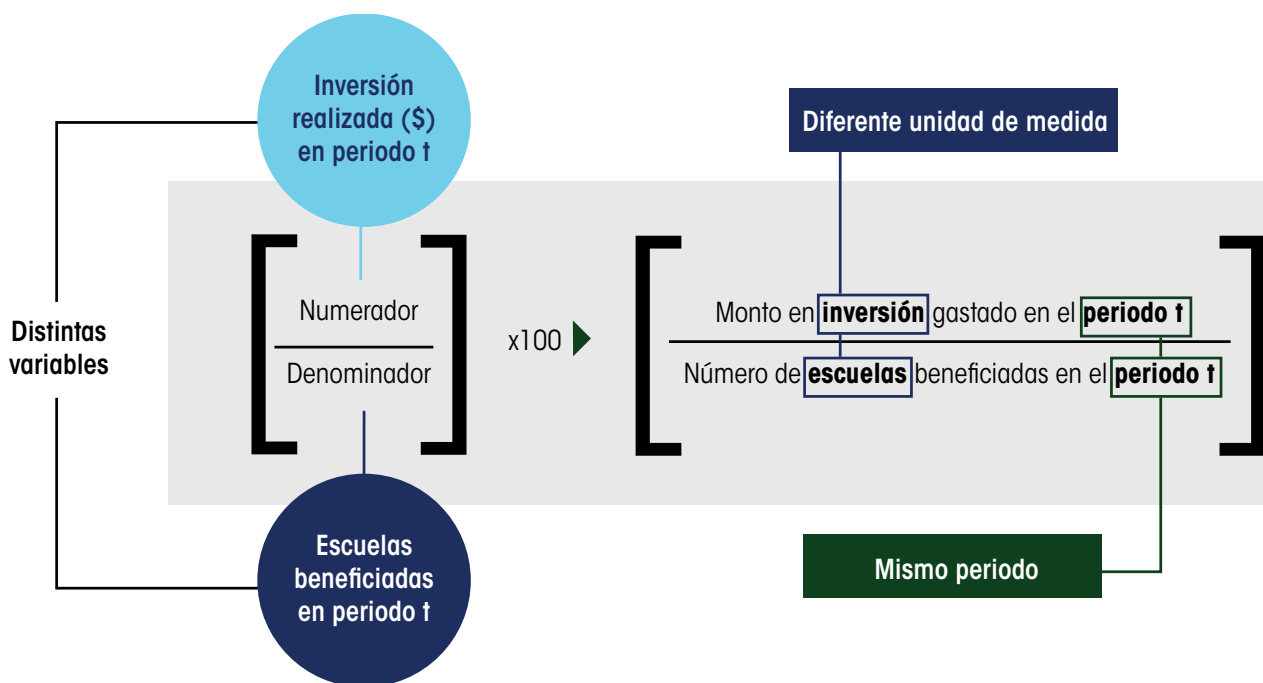 Inversión
realizada ($)
en periodo t
Diferente unidad de medida
Distintas
variables
Numerador
Denominador
x100
Monto en inversión gastado en el periodo t
Número de escuelas beneficiadas en el periodo t
Escuelas
beneficiadas
en periodo t
Mismo periodo